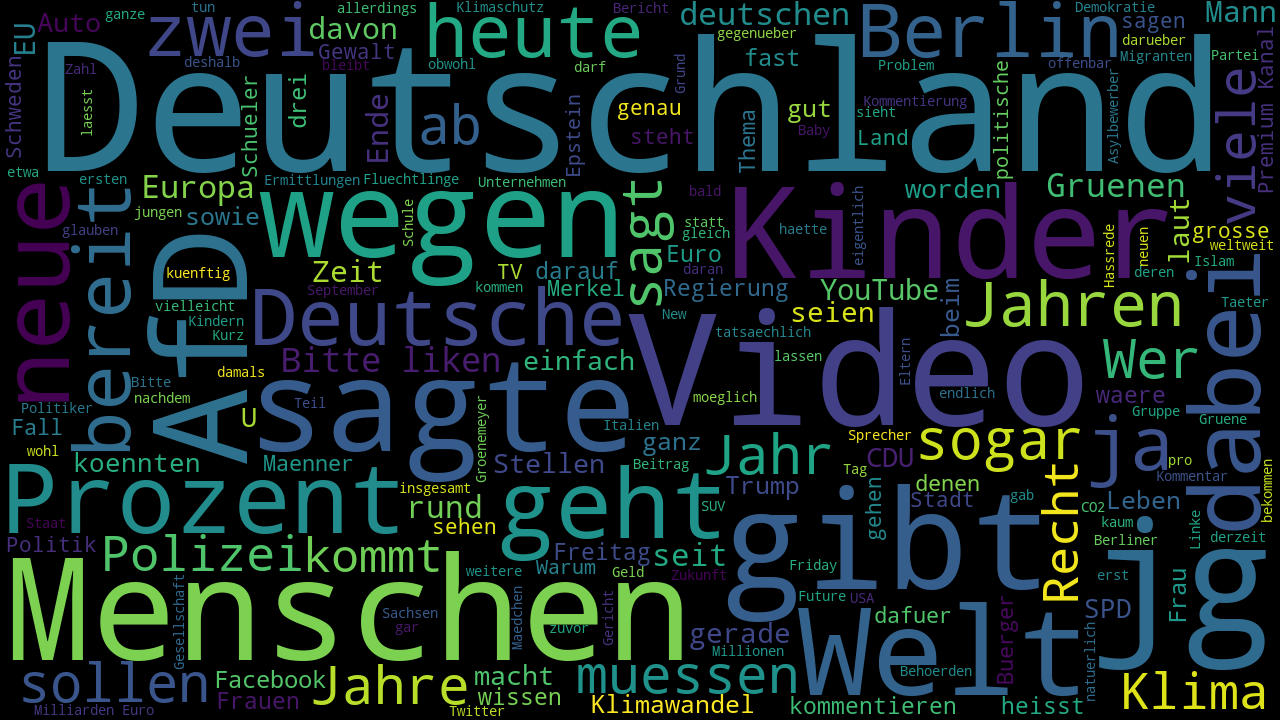 tun
allerdings
Klimaschutz
Bericht
Demokratie
Auto
ganze
EU
zwei
davon
heute
deutschen
Berlin
sagen
Mann
Gewalt
gegenueber
darueber
deshalb
obwohl
darf
fast
Problem
offenbar
Migranten
Partei
bleibt
Zahl
Deutschland
Schweden
laesst
Schueler
drei
Ende
ab
Epstein
genau
steht
Grund
Thema
gut
Baby
Kommentierung
sieht
Land
politische
Asylbewerber
viele
Premium Kanal
etwa
ersten
Europa
Ermittlungen
Fluechtlinge
Unternehmen
bald
worden
Gruenen
neue
bereit
jungen
sowie
wegen
Schule
sagt
statt
gleich
Kinder
haette
eigentlich
laut
grosse
weltweit
glauben
AfD
kuenftig
Zeit
TV
darauf
Euro
daran
Hassrede
neuen
deren
Islam
September
kommen
Merkel
Regierung
YouTube
beim
Jahren
Taeter
vielleicht
Kindern
Kurz
Deutsche
New
tatsaechlich
seien
Bitte liken
einfach
Video
lassen
Eltern
Wer
dabei
damals
Bitte
nachdem
sagte
moeglich
endlich
waere
Politiker
Teil
Italien
Gruppe
Gruene
Fall
U
Groenemeyer
ganz
Jahr
Sprecher
sogar
ja
wohl
koennten
Maenner
Stellen
Beitrag
CDU
Tag
pro
Kommentar
Prozent
insgesamt
rund
geht
Trump
denen
Recht
Leben
bekommen
Staat
sehen
SUV
gibt
gehen
Stadt
gab
CO2
kaum
Linke
derzeit
Politik
Polizei
kommt
Freitag
seit
Berliner
Menschen
weitere
Warum
Geld
Zukunft
Friday
erst
Frau
jgg
Gesellschaft
Sachsen
gar
Maedchen
zuvor
Gericht
Future
USA
Welt
dafuer
SPD
gerade
Millionen
Buerger
natuerlich
Behoerden
sollen
Facebook
Jahre
macht
muessen
Klima
Frauen
wissen
Milliarden Euro
Twitter
Klimawandel
kommentieren
heisst